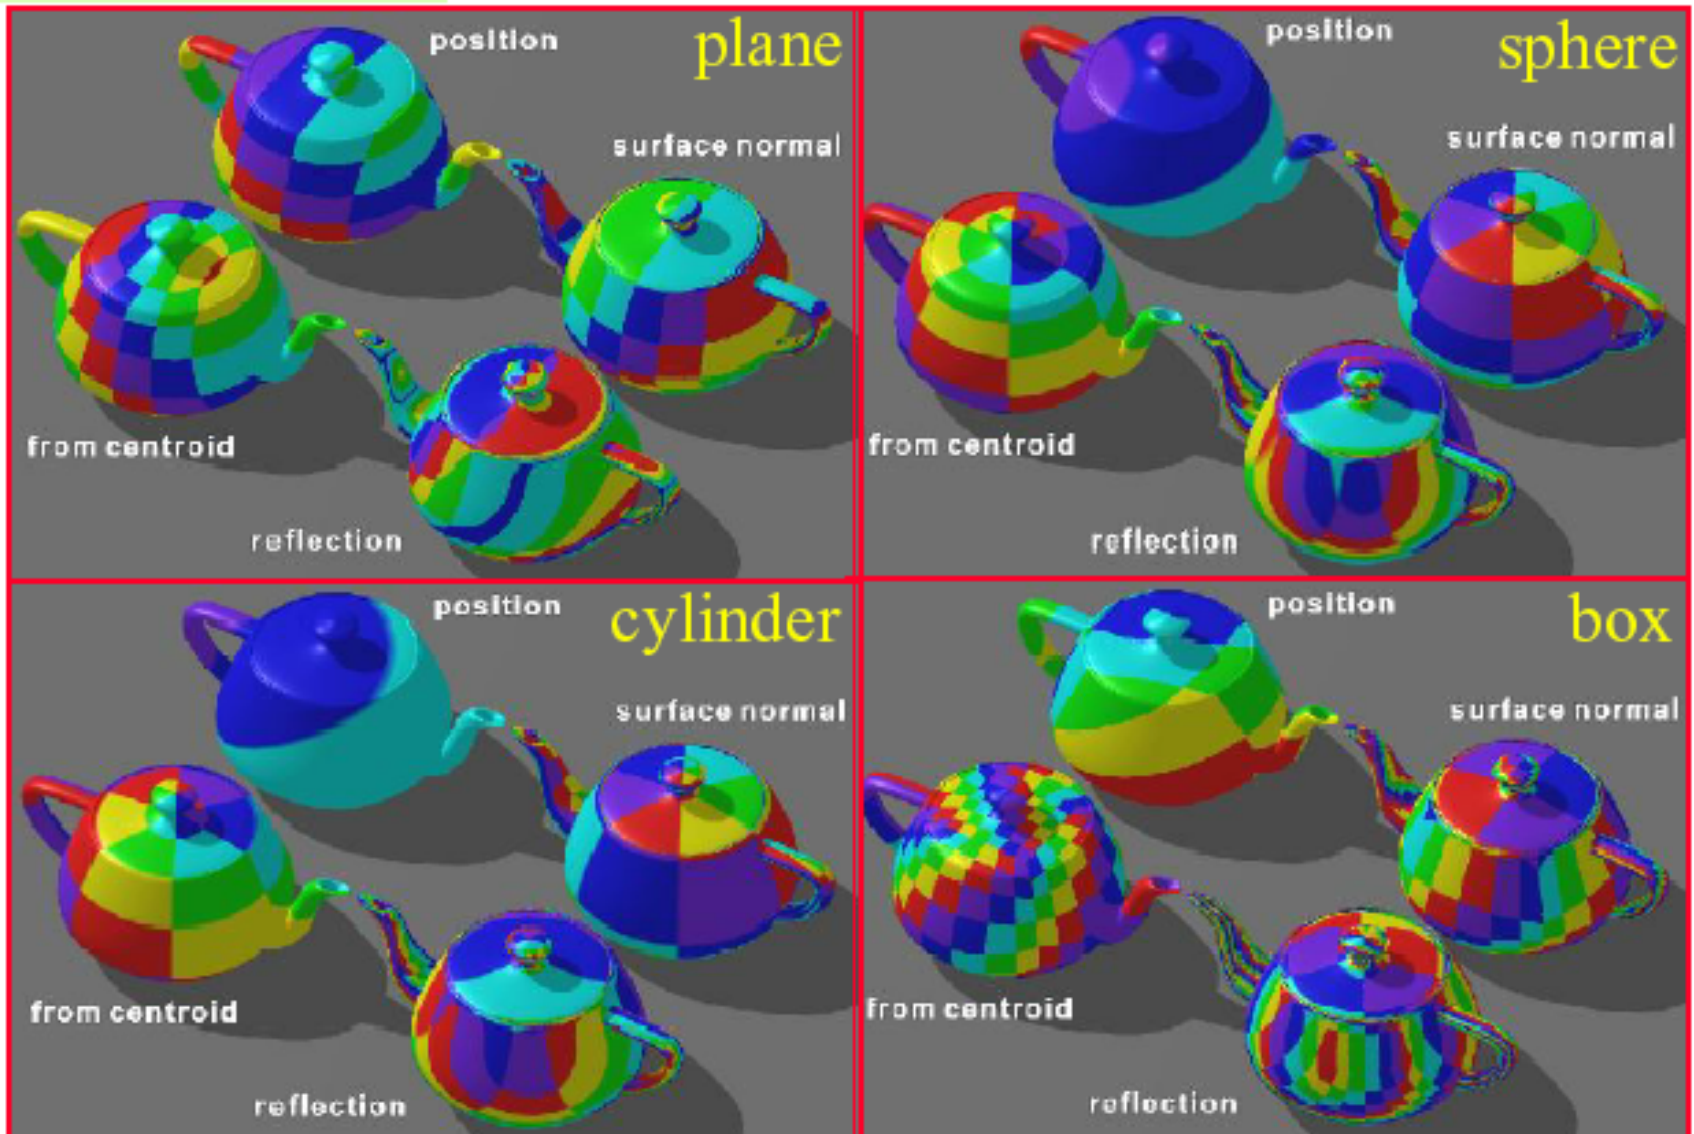 position
plane
surface normal
from centroid
reflection
position
sphere
surface normal
from centroid
reflection
position
cylinder
surface normal
from centroid
reflection
position
box
surface normal
from centroid
reflection